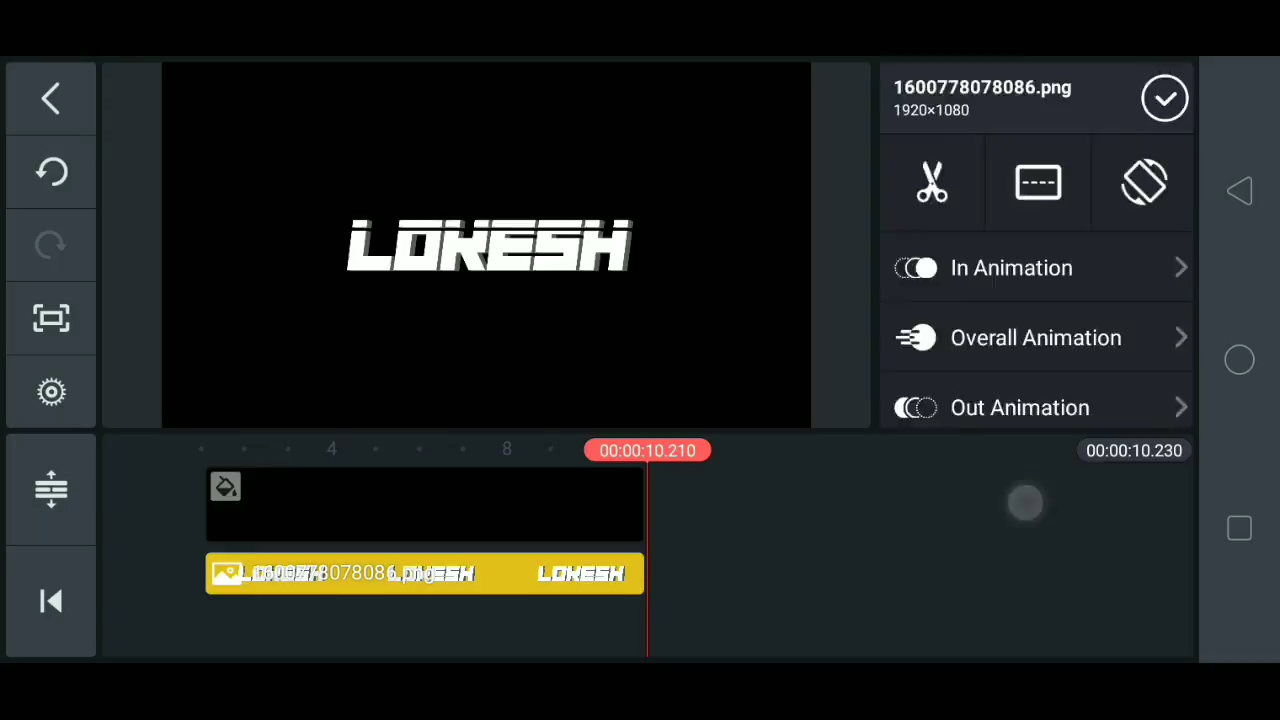 1600778078086.png
1920×1080
LOKESH
In Animation
Overall Animation
Out Animation
4 8 00:00:10.210 00:00:10.230
1600778078086.png
LOKESH LOKESH LOKESH